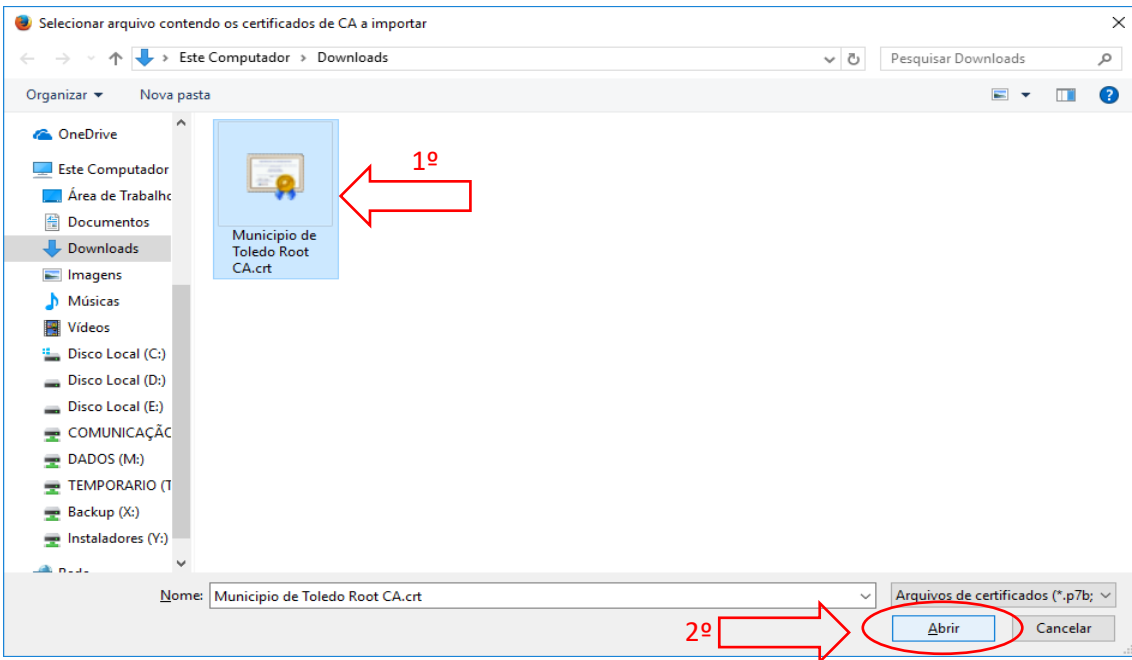 Selecionar arquivo contendo os certificados de CA a importar
Este Computador > Downloads
Pesquisar Downloads
Organizar
Nova pasta
OneDrive
Este Computador
Área de Trabalhc
Documentos
Downloads
Imagens
Músicas
Vídeos
Disco Local (C:)
Disco Local (D:)
Disco Local (E:)
COMUNICAÇÃC
DADOS (M:)
TEMPORARIO (T
Backup (X:)
Instaladores (Y:)
Municipio de
Toledo Root
CA.crt
1º
Nome: Municipio de Toledo Root CA.crt
Arquivos de certificados (*.p7b;
2º
Abrir
Cancelar